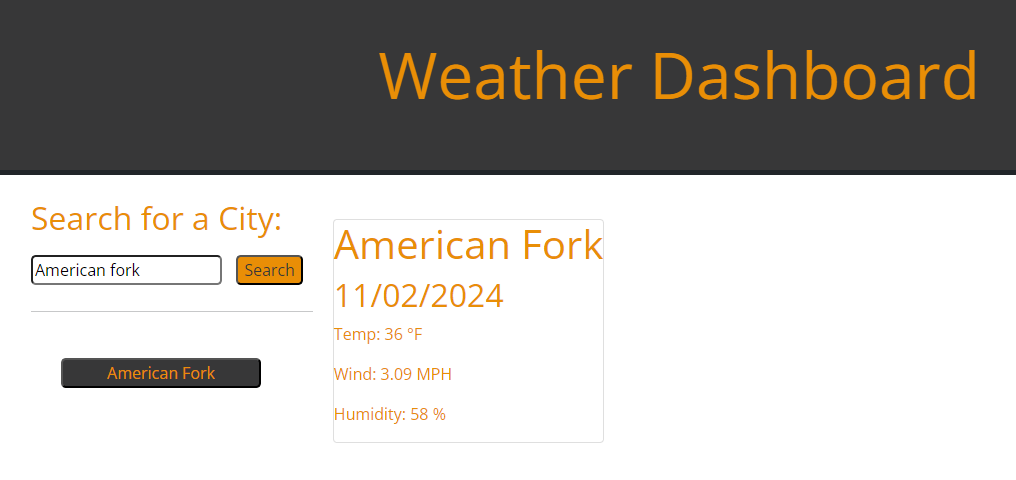 Weather Dashboard
Search for a City:
American fork
Search
American Fork
American Fork
11/02/2024
Temp: 36 °F
Wind: 3.09 MPH
Humidity: 58 %